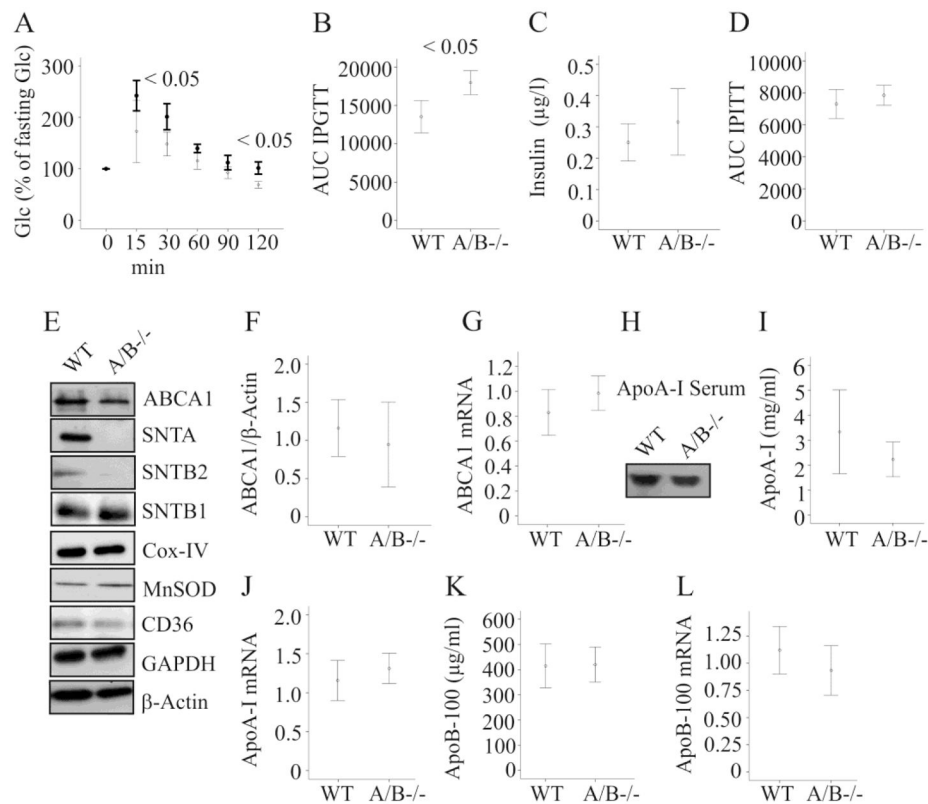 A
Glc (% of fasting Glc)
300
200
100
0
< 0.05
< 0.05
0 15 30 60 90 120
min
B
AUC IPGTT
< 0.05
20000
15000
10000
5000
0
WT A/B-/-
C
Insulin (µg/l)
0.5
0.4
0.3
0.2
0.1
0
WT A/B-/-
D
AUC IPITT
10000
8000
6000
4000
2000
0
WT A/B-/-
E
WT A/B-/-
ABCA1
SNTA
SNTB2
SNTB1
Cox-IV
MnSOD
CD36
GAPDH
β-Actin
F
ABCA1/β-Actin
2.0
1.5
1.0
0.5
0
WT A/B-/-
G
ABCA1 mRNA
1.2
1.0
0.8
0.6
0.4
0.2
0
WT A/B-/-
H
ApoA-I Serum
WT A/B-/-
I
ApoA-I (mg/ml)
6
5
4
3
2
1
0
WT A/B-/-
J
ApoA-I mRNA
2.0
1.5
1.0
0.5
0.0
WT A/B-/-
K
ApoB-100 (µg/ml)
600
500
400
300
200
100
0
WT A/B-/-
L
ApoB-100 mRNA
1.25
1.00
0.75
0.50
0.25
0
WT A/B-/-